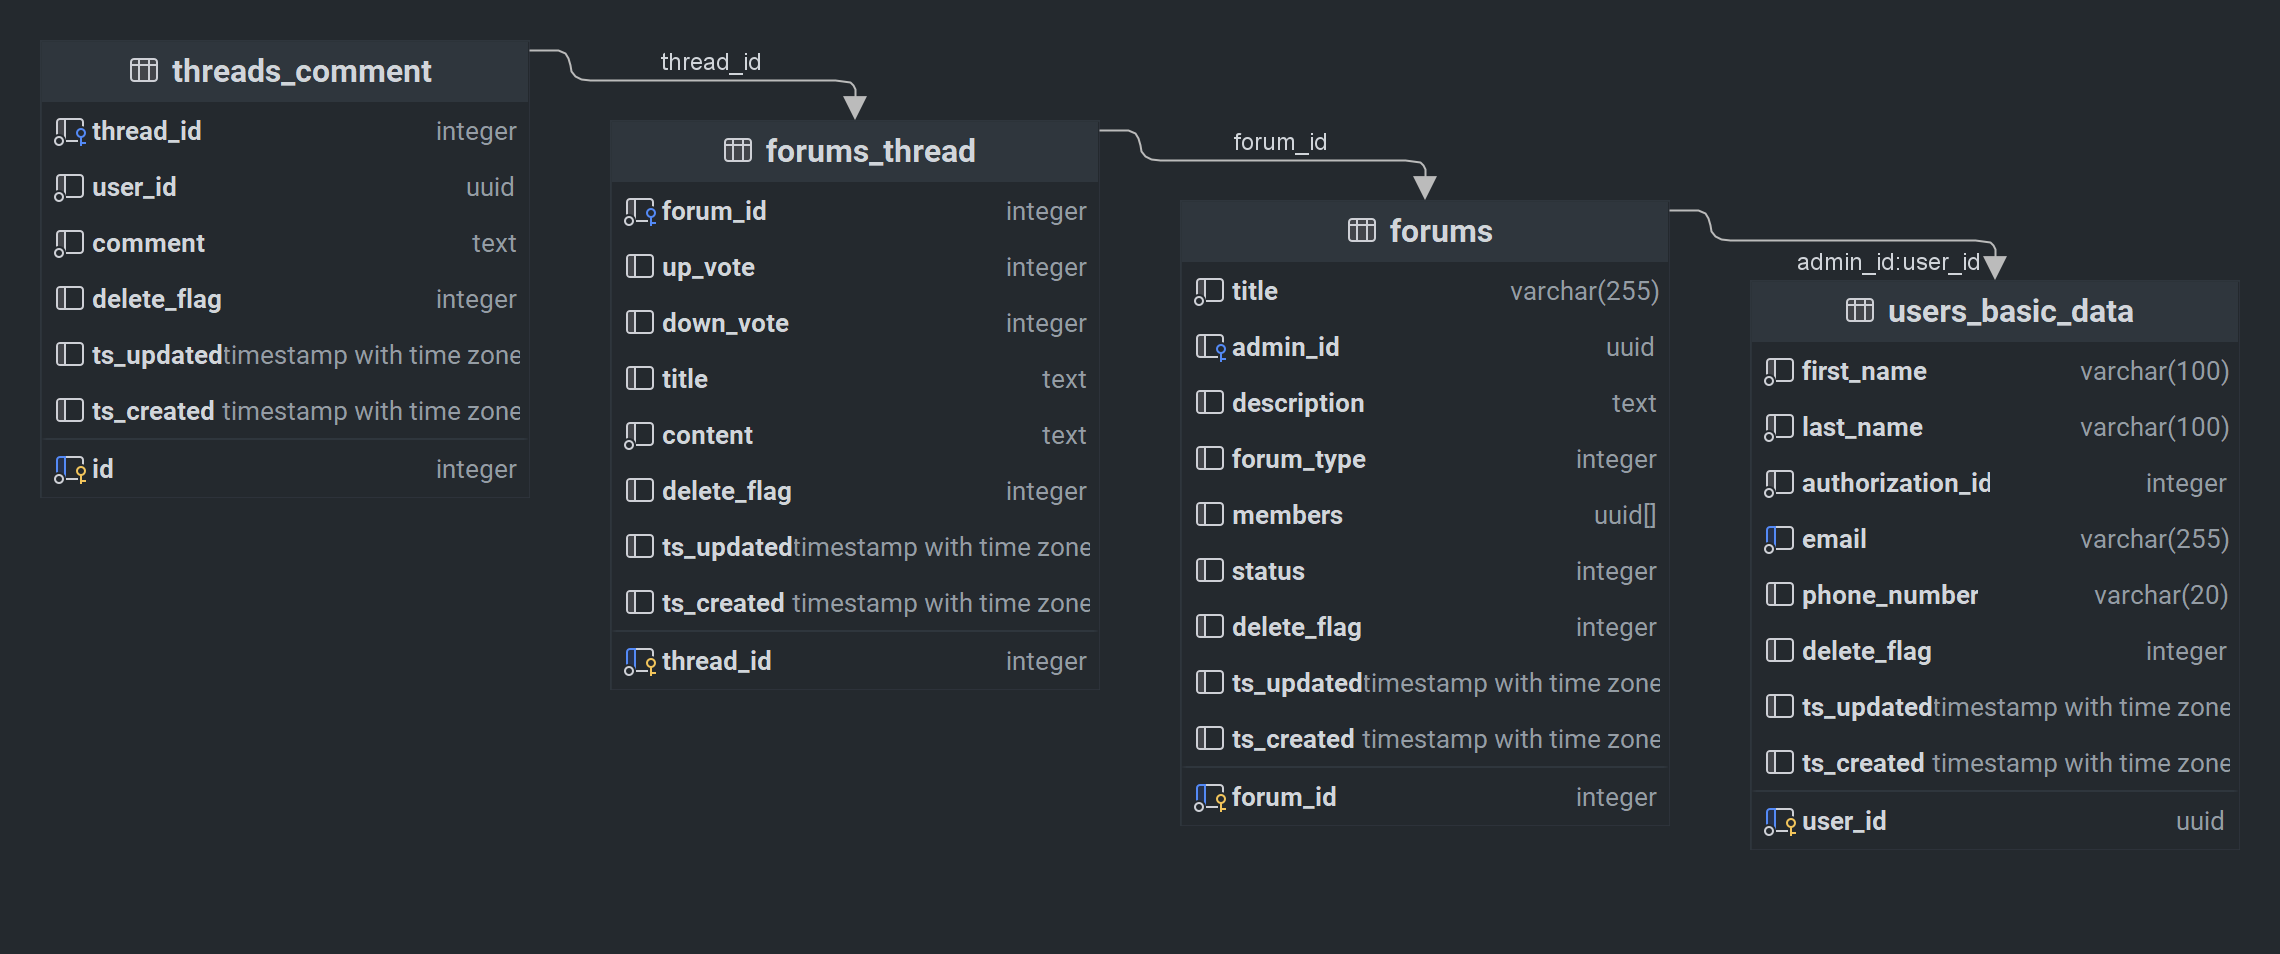 threads_comment
thread_id integer
user_id uuid
comment text
delete_flag integer
ts_updated timestamp with time zone
ts_created timestamp with time zone
id integer
thread_id
forums_thread
forum_id integer
up_vote integer
down_vote integer
title text
content text
delete_flag integer
ts_updated timestamp with time zone
ts_created timestamp with time zone
thread_id integer
forum_id
forums
title varchar(255)
admin_id uuid
description text
forum_type integer
members uuid[]
status integer
delete_flag integer
ts_updated timestamp with time zone
ts_created timestamp with time zone
forum_id integer
admin_id:user_id
users_basic_data
first_name varchar(100)
last_name varchar(100)
authorization_id integer
email varchar(255)
phone_number varchar(20)
delete_flag integer
ts_updated timestamp with time zone
ts_created timestamp with time zone
user_id uuid